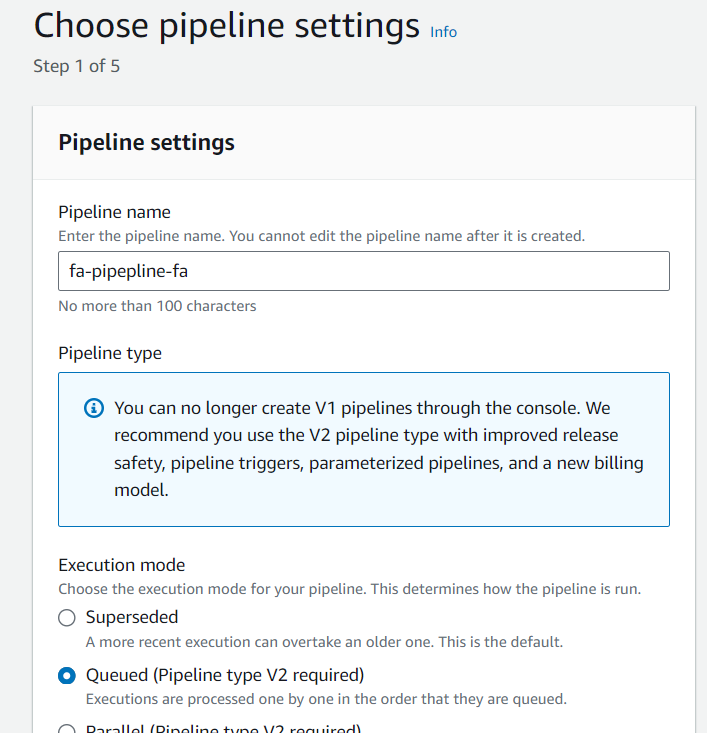 Choose pipeline settings Info
Step 1 of 5
Pipeline settings
Pipeline name
Enter the pipeline name. You cannot edit the pipeline name after it is created.
fa-pipepline-fa
No more than 100 characters
Pipeline type
You can no longer create V1 pipelines through the console. We
recommend you use the V2 pipeline type with improved release
safety, pipeline triggers, parameterized pipelines, and a new billing
model.
Execution mode
Choose the execution mode for your pipeline. This determines how the pipeline is run.
Superseded
A more recent execution can overtake an older one. This is the default.
Queued (Pipeline type V2 required)
Executions are processed one by one in the order that they are queued.
Parallel (Pipeline type V2 required)